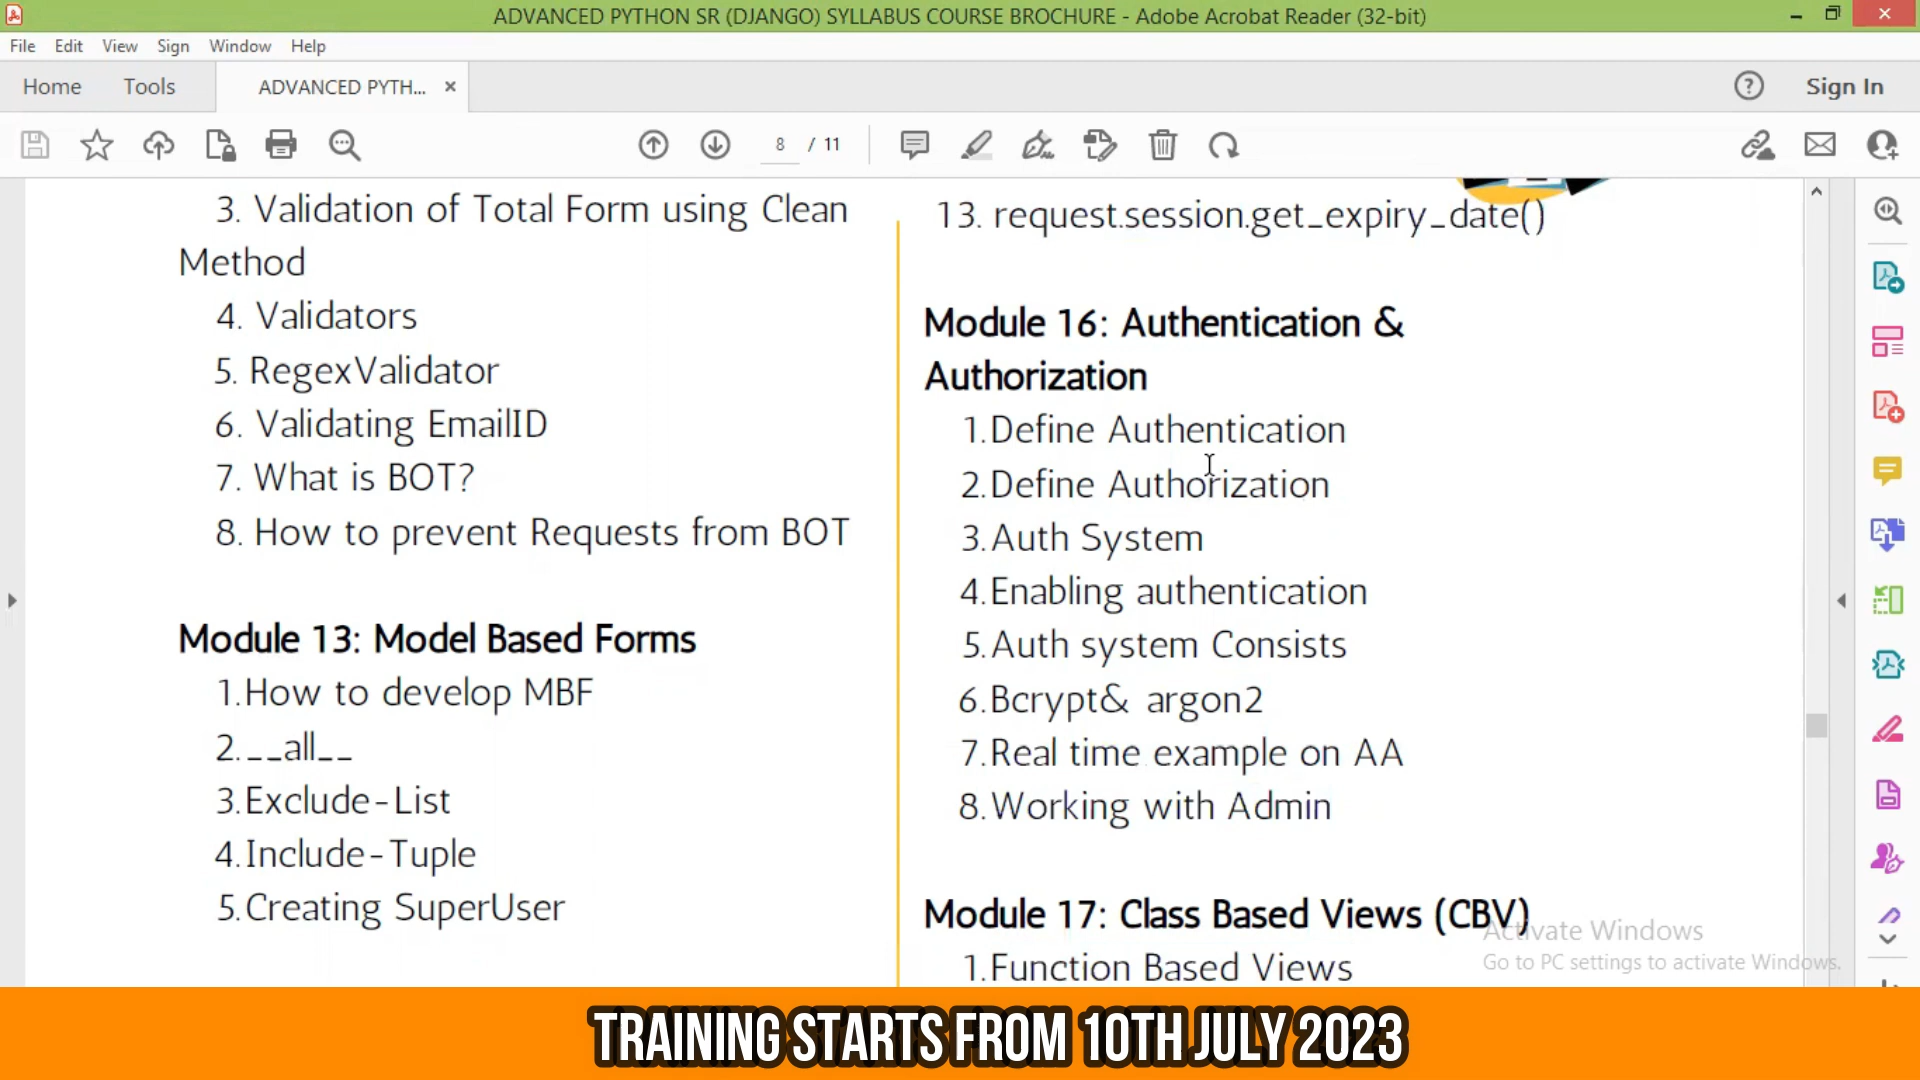 ADVANCED PYTHON SR (DJANGO) SYLLABUS COURSE BROCHURE - Adobe Acrobat Reader (32-bit)
File Edit View Sign Window Help
Home Tools ADVANCED PYTH... × Sign In
8 / 11
3. Validation of Total Form using Clean
Method
4. Validators
5. RegexValidator
6. Validating EmailID
7. What is BOT?
8. How to prevent Requests from BOT
Module 13: Model Based Forms
1.How to develop MBF
2.__all__
3.Exclude-List
4.Include-Tuple
5.Creating SuperUser
13. request.session.get_expiry_date()
Module 16: Authentication &
Authorization
1.Define Authentication
2.Define Authorization
3.Auth System
4.Enabling authentication
5.Auth system Consists
6.Bcrypt& argon2
7.Real time example on AA
8.Working with Admin
Module 17: Class Based Views (CBV)
1.Function Based Views
Activate Windows
Go to PC settings to activate Windows.
TRAINING STARTS FROM 10TH JULY 2023